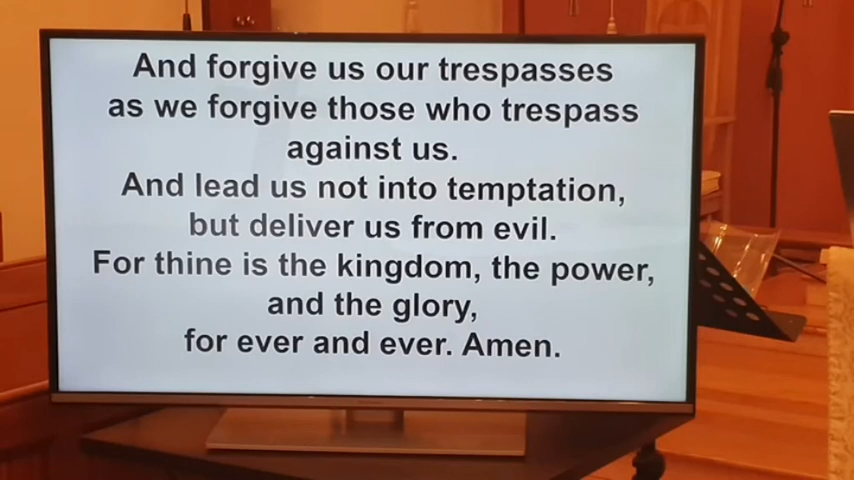 And forgive us our trespasses
as we forgive those who trespass
against us.
And lead us not into temptation,
but deliver us from evil.
For thine is the kingdom, the power,
and the glory,
for ever and ever. Amen.